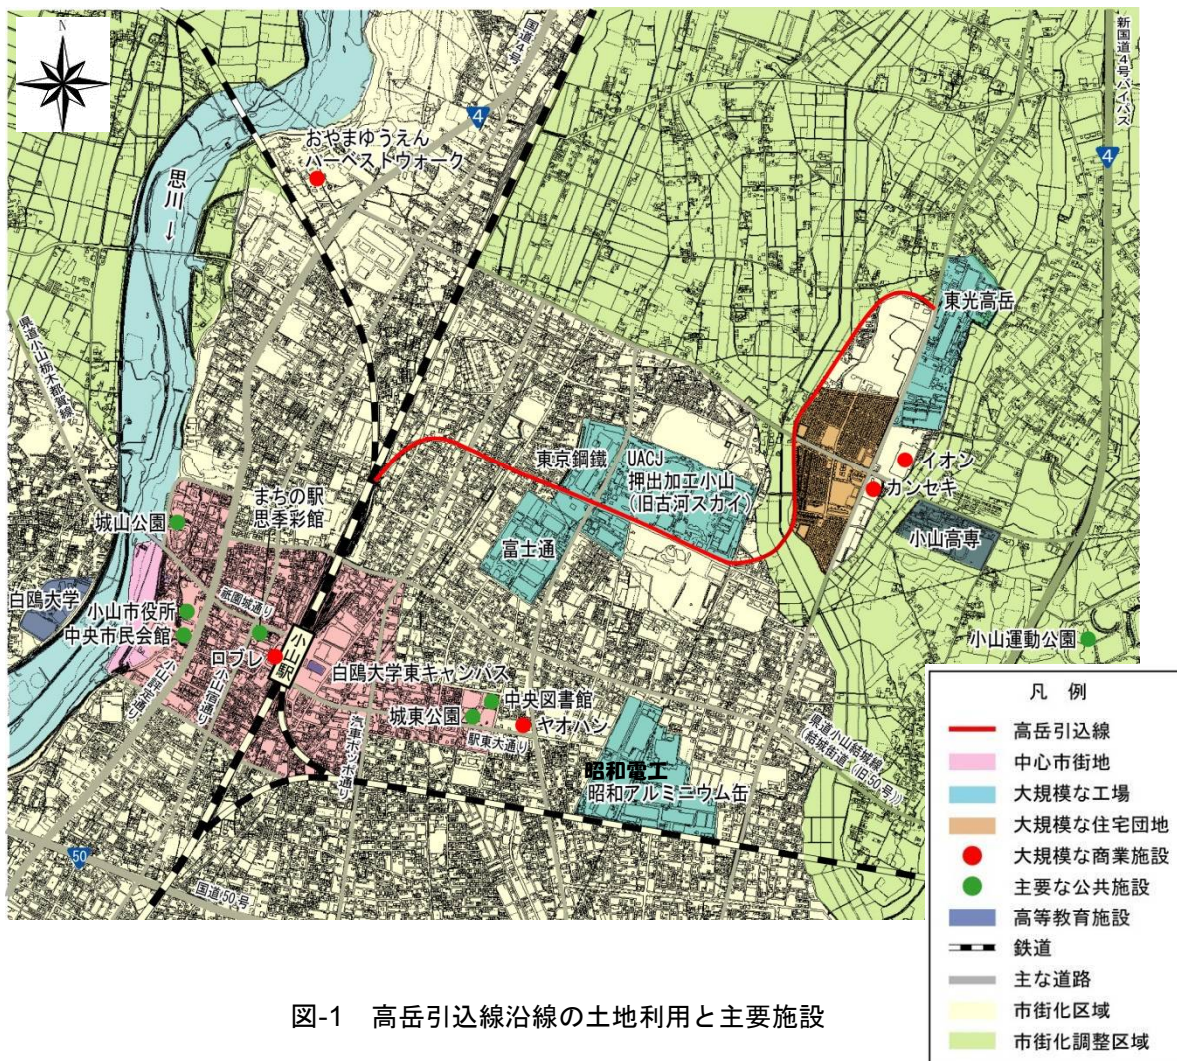 N
国道4号
新国道4号バイパス
4
4
おやまゆうえん
ハーベストウォーク
思川→
県道小山栃木都賀線
東光高岳
東京鋼鐵
UACJ
押出加工小山
(旧古河スカイ)
イオン
カンセキ
まちの駅
思季彩館
城山公園
富士通
小山高専
白鴎大学
小山市役所
祇園城通り
中央市民会館
小山運動公園
ロブレ
小山駅
白鴎大学東キャンパス
小山宿通り
中央図書館
城東公園
ヤオハン
駅東大通り
汽車ポッポ通り
県道小山結城線
(結城街道 (旧50号))
昭和電工
昭和アルミニウム缶
50
国道50号
凡 例
高岳引込線
中心市街地
大規模な工場
大規模な住宅団地
大規模な商業施設
主要な公共施設
高等教育施設
鉄道
主な道路
市街化区域
市街化調整区域
図-1 高岳引込線沿線の土地利用と主要施設